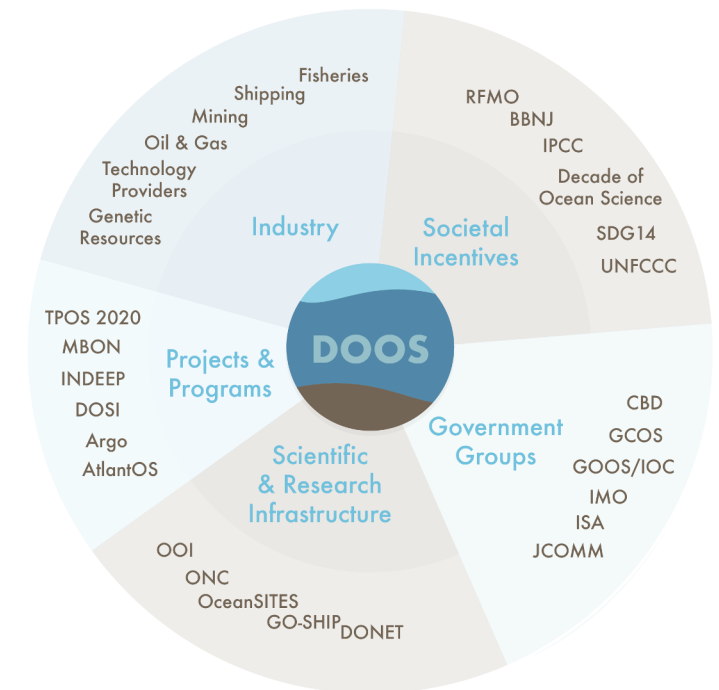 Fisheries
Shipping
Mining
Oil & Gas
Technology
Providers
Genetic
Resources
Industry
RFMO
BBNJ
IPCC
Decade of
Ocean Science
SDG14
UNFCCC
Societal
Incentives
DOOS
TPOS 2020
MBON
INDEEP
DOSI
Argo
AtlantOS
Projects &
Programs
Government
Groups
CBD
GCOS
GOOS/IOC
IMO
ISA
JCOMM
Scientific
& Research
Infrastructure
OOI
ONC
OceanSITES
GO-SHIP
DONET